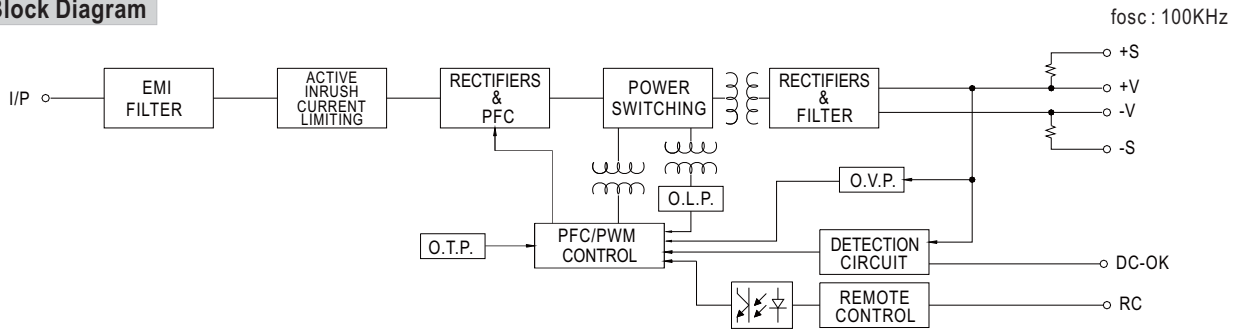 Block Diagram
fosc : 100KHz
I/P
EMI
FILTER
ACTIVE
INRUSH
CURRENT
LIMITING
RECTIFIERS
&
PFC
POWER
SWITCHING
RECTIFIERS
&
FILTER
+S
+V
-V
-S
O.V.P.
O.L.P.
O.T.P.
PFC/PWM
CONTROL
DETECTION
CIRCUIT
DC-OK
REMOTE
CONTROL
RC